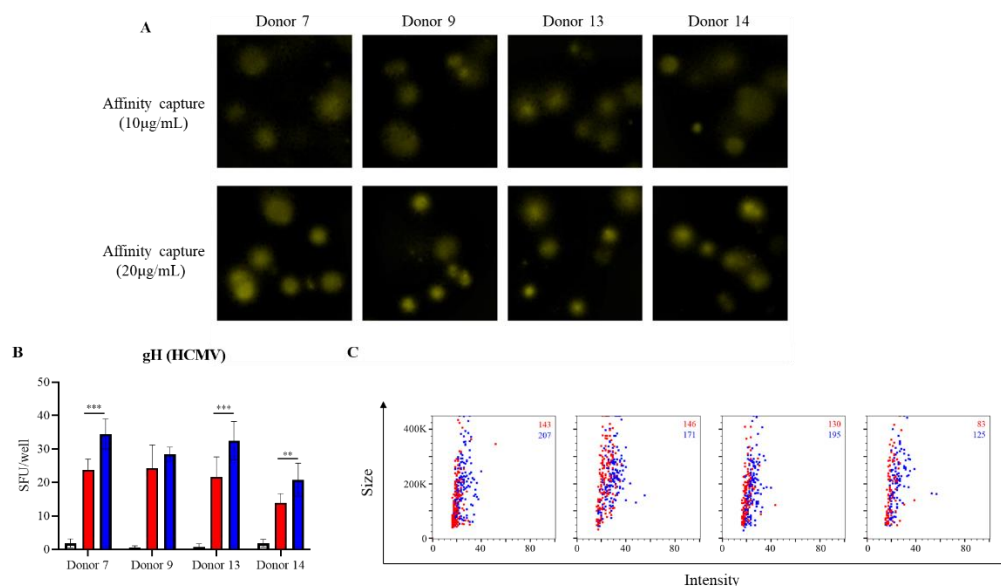 Donor 7 Donor 9 Donor 13 Donor 14
A
Affinity capture
(10µg/mL)
Affinity capture
(20µg/mL)
B
gH (HCMV)
SFU/well
50
40
30
20
10
0
*** *** **
Donor 7 Donor 9 Donor 13 Donor 14
C
Size
400K
200K
0
143
207
146
171
130
195
83
125
0 40 80 0 40 80 0 40 80 0 40 80
Intensity